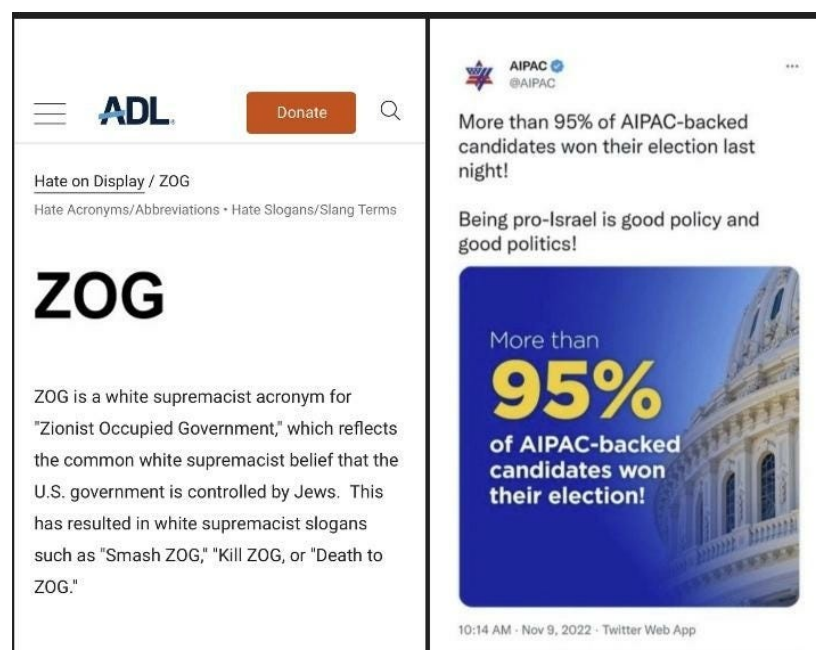 ADL
Donate
Hate on Display / ZOG
Hate Acronyms/Abbreviations • Hate Slogans/Slang Terms
ZOG
ZOG is a white supremacist acronym for
"Zionist Occupied Government," which reflects
the common white supremacist belief that the
U.S. government is controlled by Jews. This
has resulted in white supremacist slogans
such as "Smash ZOG," "Kill ZOG, or "Death to
ZOG."
AIPAC
@AIPAC
More than 95% of AIPAC-backed
candidates won their election last
night!
Being pro-Israel is good policy and
good politics!
More than
95%
of AIPAC-backed
candidates won
their election!
10:14 AM · Nov 9, 2022 · Twitter Web App